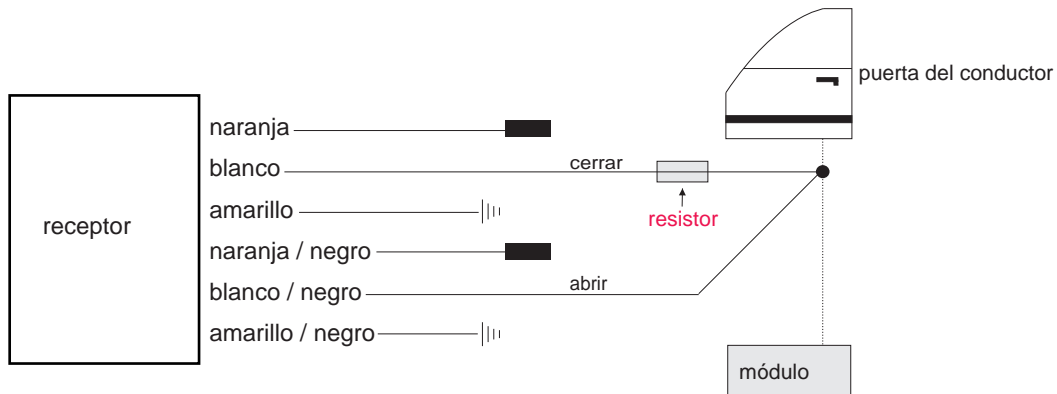 puerta del conductor
naranja
blanco
cerrar
amarillo
resistor
receptor
naranja / negro
blanco / negro
abrir
amarillo / negro
módulo